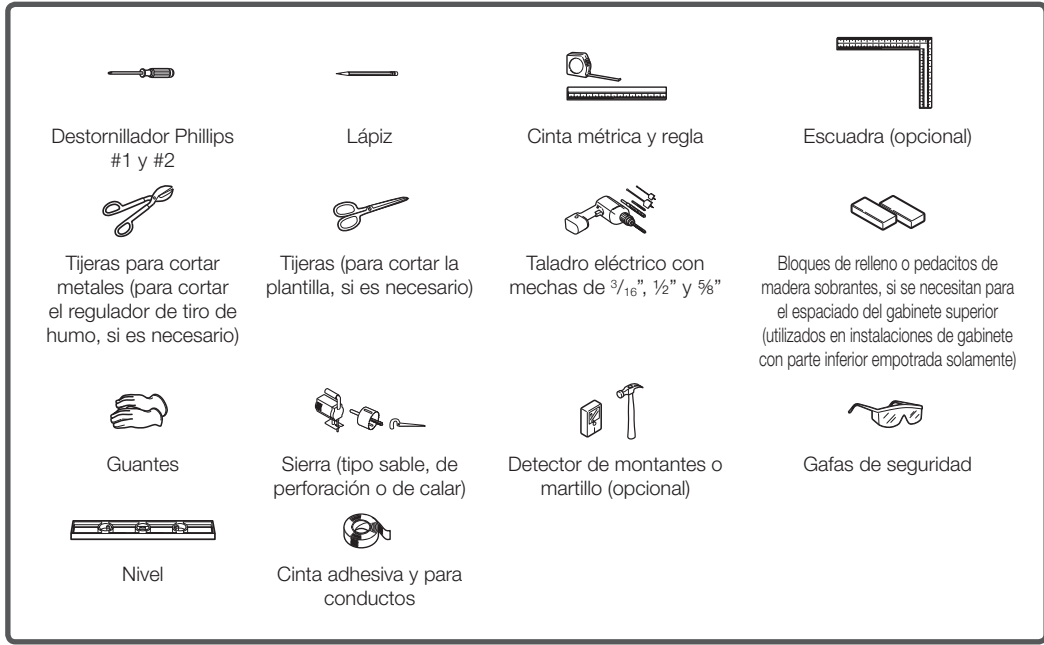 Destornillador Phillips
#1 y #2
Lápiz
Cinta métrica y regla
Escuadra (opcional)
Tijeras para cortar
metales (para cortar
el regulador de tiro de
humo, si es necesario)
Tijeras (para cortar la
plantilla, si es necesario)
Taladro eléctrico con
mechas de 3/16”, ½” y ⅝”
Bloques de relleno o pedacitos de
madera sobrantes, si se necesitan para
el espaciado del gabinete superior
(utilizados en instalaciones de gabinete
con parte inferior empotrada solamente)
Guantes
Sierra (tipo sable, de
perforación o de calar)
Detector de montantes o
martillo (opcional)
Gafas de seguridad
Nivel
Cinta adhesiva y para
conductos